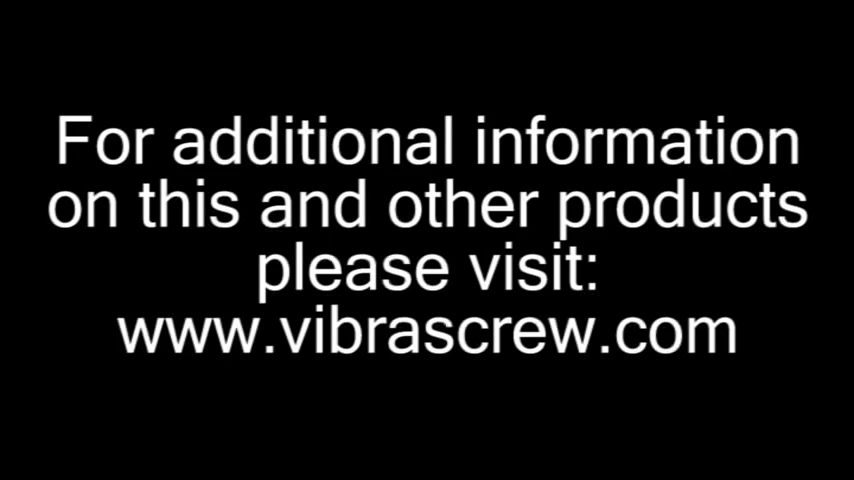 For additional information
on this and other products
please visit:
www.vibrascrew.com